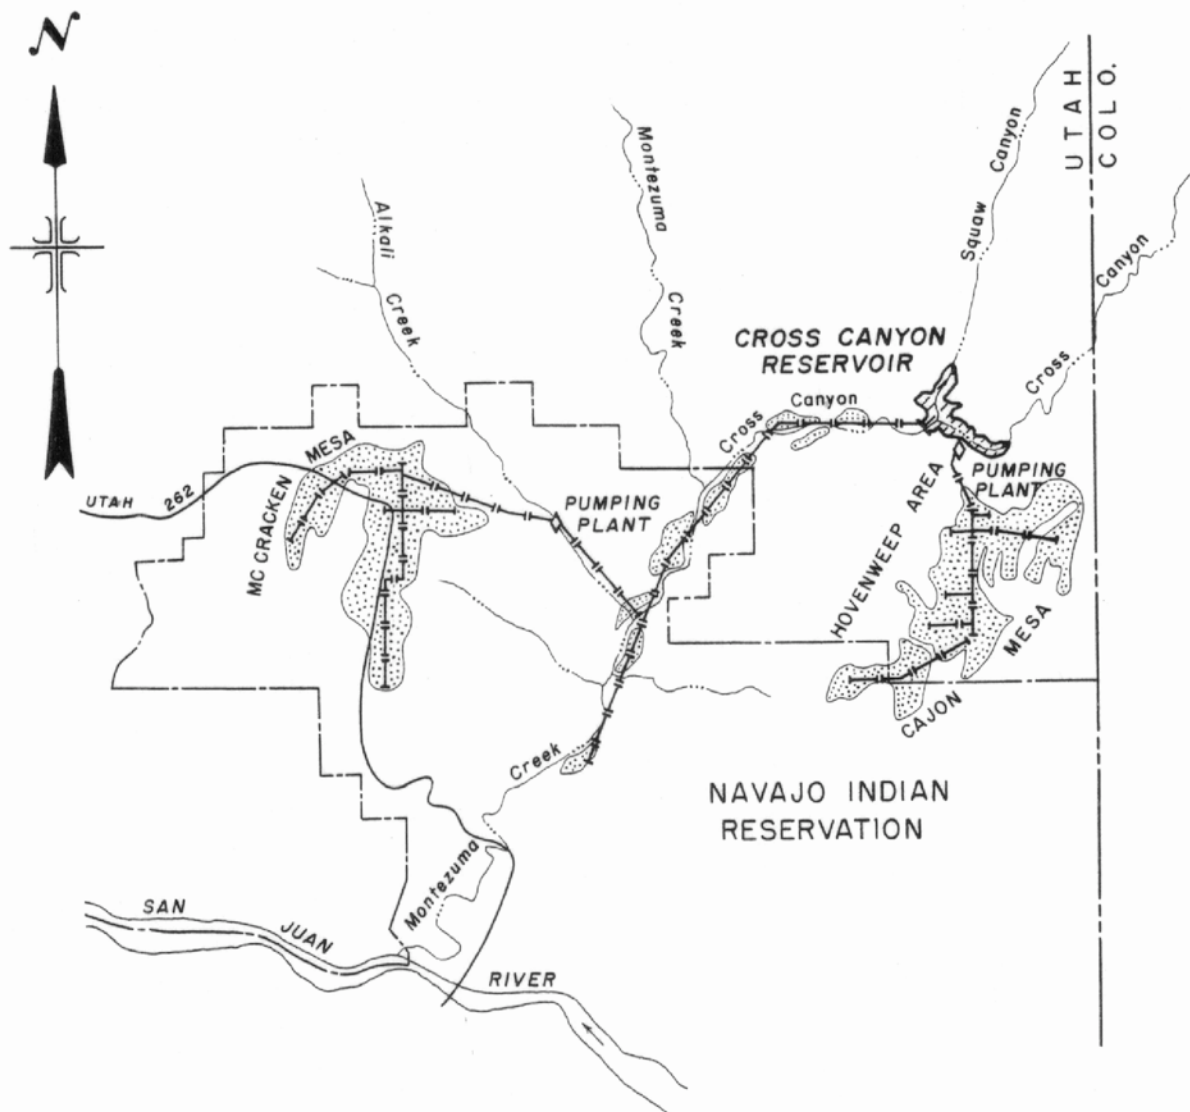 N
UTAH
COLO.
Squaw Canyon
Canyon
Cross
Montezuma
Creek
Alkali
Creek
CROSS CANYON
RESERVOIR
Canyon
Cross
MC CRACKEN MESA
UTAH 262
PUMPING
PLANT
PUMPING
PLANT
HOVENWEEP AREA
CAJON MESA
Creek
Montezuma
NAVAJO INDIAN
RESERVATION
SAN JUAN RIVER